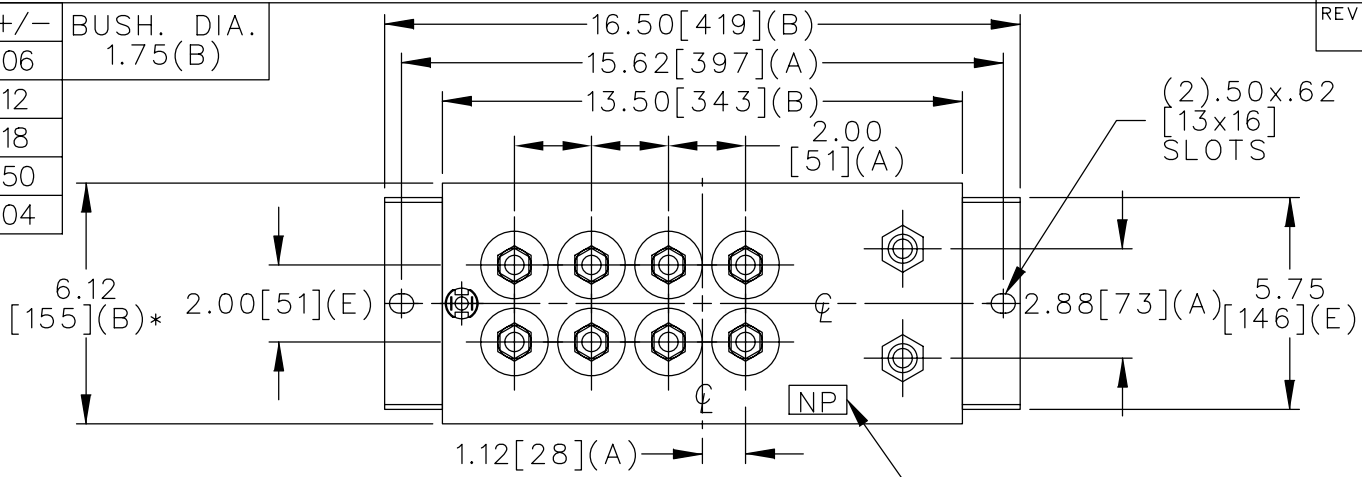 +/-
06
12
18
50
04
BUSH. DIA.
1.75(B)
REV
16.50[419](B)
15.62[397](A)
13.50[343](B)
2.00
[51](A)
(2).50x.62
[13x16]
SLOTS
6.12
[155](B)*
2.00[51](E)
2.88[73](A)
5.75
[146](E)
℄
℄
NP
1.12[28](A)